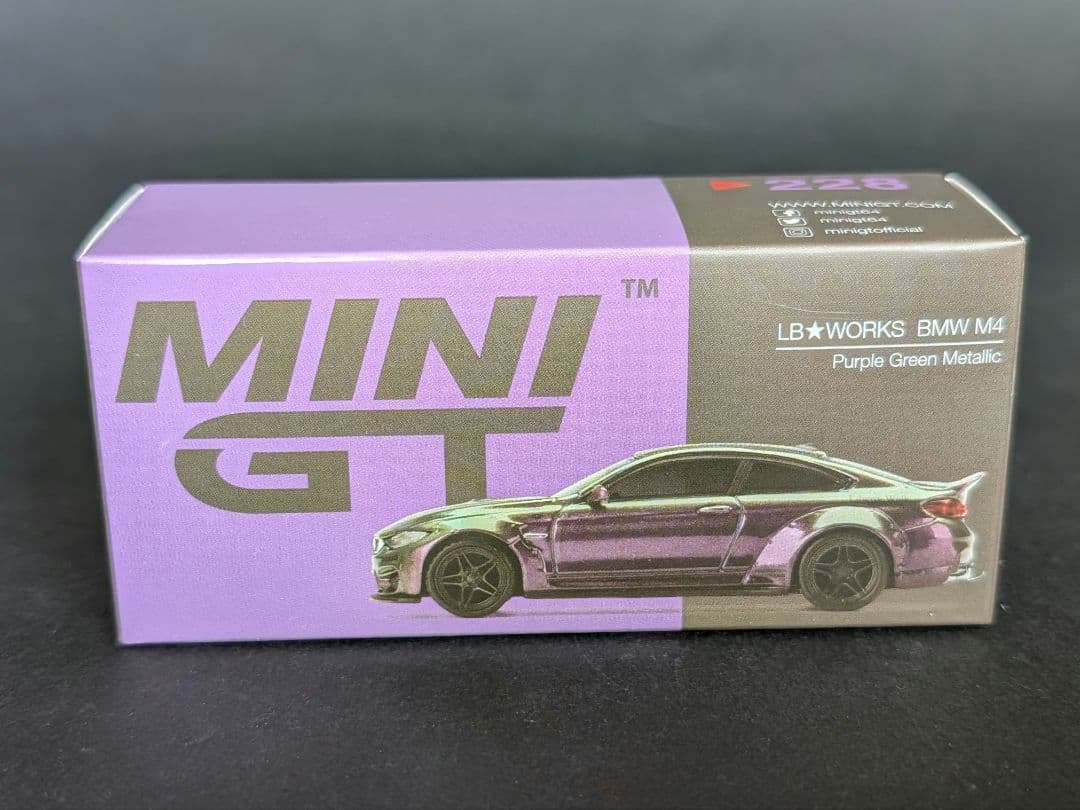 228
WWW.MINIGT.COM
minigt64
minigt64
minigtofficial
MINI
GT
TM
LB★WORKS BMW M4
Purple Green Metallic